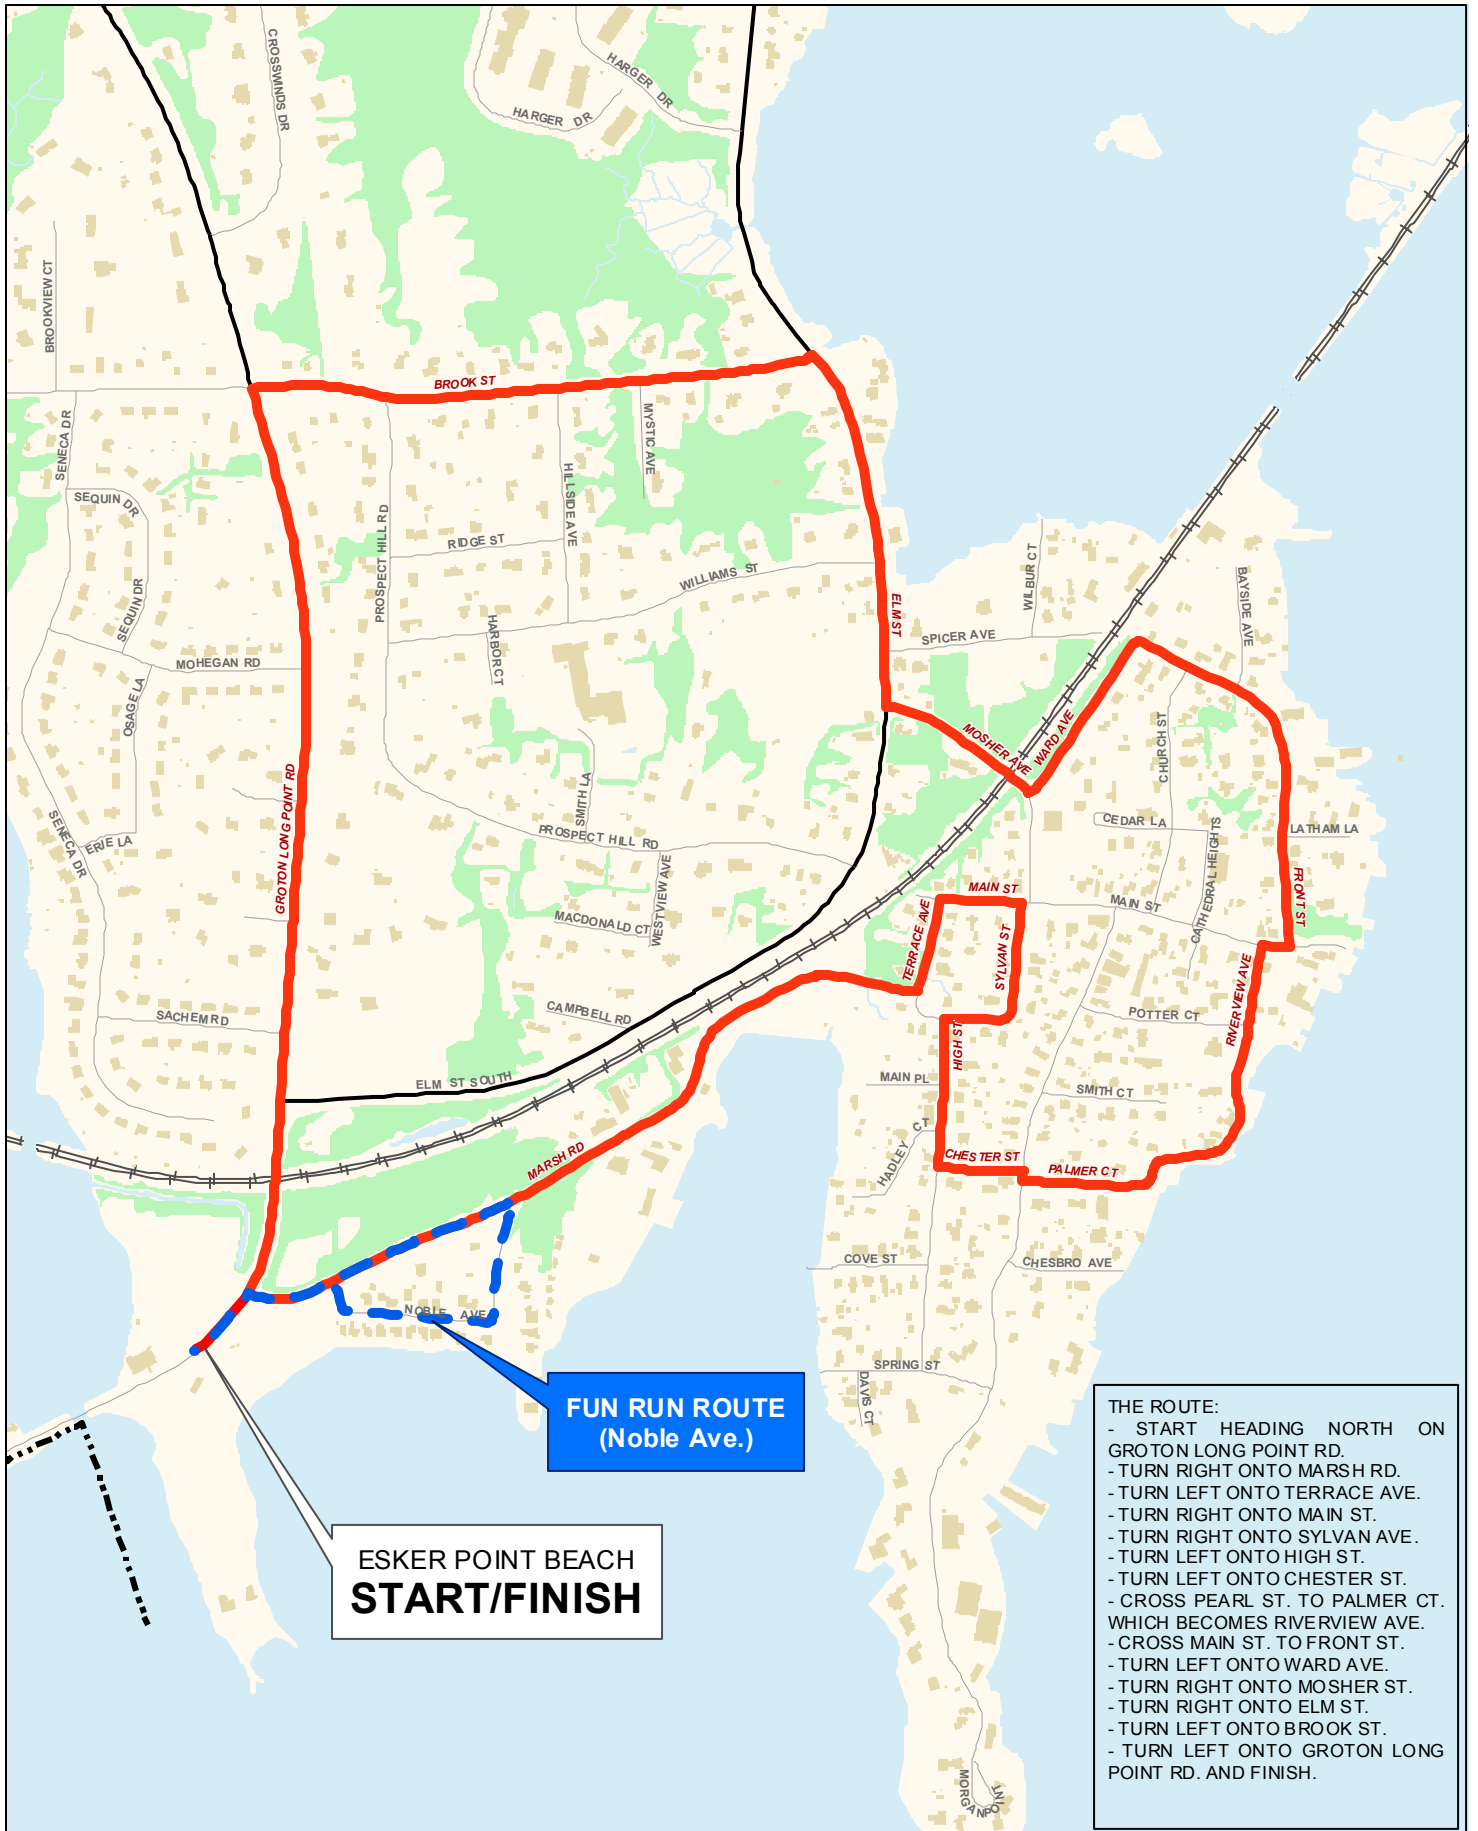 CROSSWINDS DR
HARGER DR
HARGER DR
BROOKVIEW CT
BROOK ST
SENECA DR
MYSTIC AVE
SEQUIN DR
HILLSIDE AVE
PROSPECT HILL RD
RIDGE ST
WILLIAMS ST
WILBUR CT
BAYSIDE AVE
SEQUIN DR
ELM ST
SPICER AVE
HARBOR CT
MOHEGAN RD
OSAGE LA
MOSHER AVE
WARD AVE
CHURCH ST
GROTON LONG POINT RD
SMITH LA
SENECA DR
ERIE LA
PROSPECT HILL RD
CEDAR LA
LATHAM LA
CATHEDRAL HEIGHTS
WESTVIEW AVE
MACDONALD CT
MAIN ST
MAIN ST
FRONT ST
TERRACE AVE
SYLVAN ST
RIVERVIEW AVE
SACHEM RD
CAMPBELL RD
POTTER CT
HIGH ST
ELM ST SOUTH
MAIN PL
SMITH CT
HADLEY CT
MARSH RD
CHESTER ST
PALMER CT
COVE ST
CHESBRO AVE
NOBLE AVE
SPRING ST
DAVIS CT
FUN RUN ROUTE
(Noble Ave.)
ESKER POINT BEACH
START/FINISH
MORGAN POINT
THE ROUTE:
- START HEADING NORTH ON
GROTON LONG POINT RD.
- TURN RIGHT ONTO MARSH RD.
- TURN LEFT ONTO TERRACE AVE.
- TURN RIGHT ONTO MAIN ST.
- TURN RIGHT ONTO SYLVAN AVE.
- TURN LEFT ONTO HIGH ST.
- TURN LEFT ONTO CHESTER ST.
- CROSS PEARL ST. TO PALMER CT.
WHICH BECOMES RIVERVIEW AVE.
- CROSS MAIN ST. TO FRONT ST.
- TURN LEFT ONTO WARD AVE.
- TURN RIGHT ONTO MOSHER ST.
- TURN RIGHT ONTO ELM ST.
- TURN LEFT ONTO BROOK ST.
- TURN LEFT ONTO GROTON LONG
POINT RD. AND FINISH.